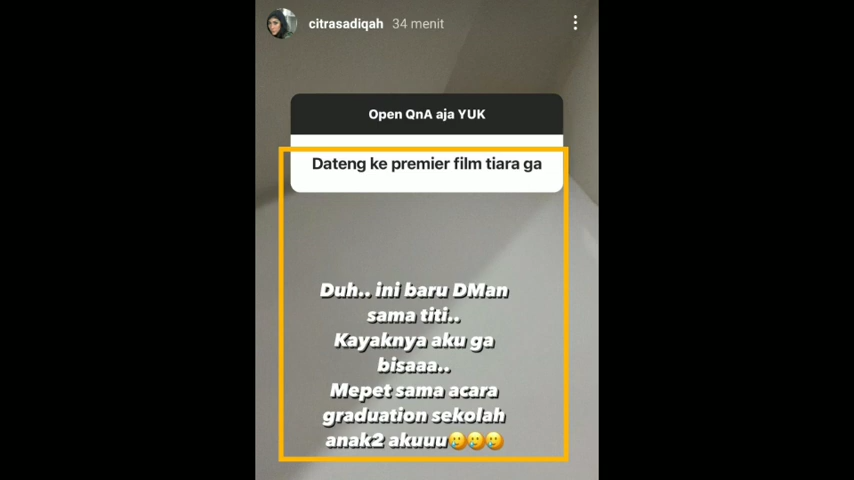 citrasadiqah 34 menit
Open QnA aja YUK
Dateng ke premier film tiara ga
Duh.. ini baru DMan
sama titi..
Kayaknya aku ga
bisaaa..
Mepet sama acara
graduation sekolah
anak2 akuuu🥲🥲🥲